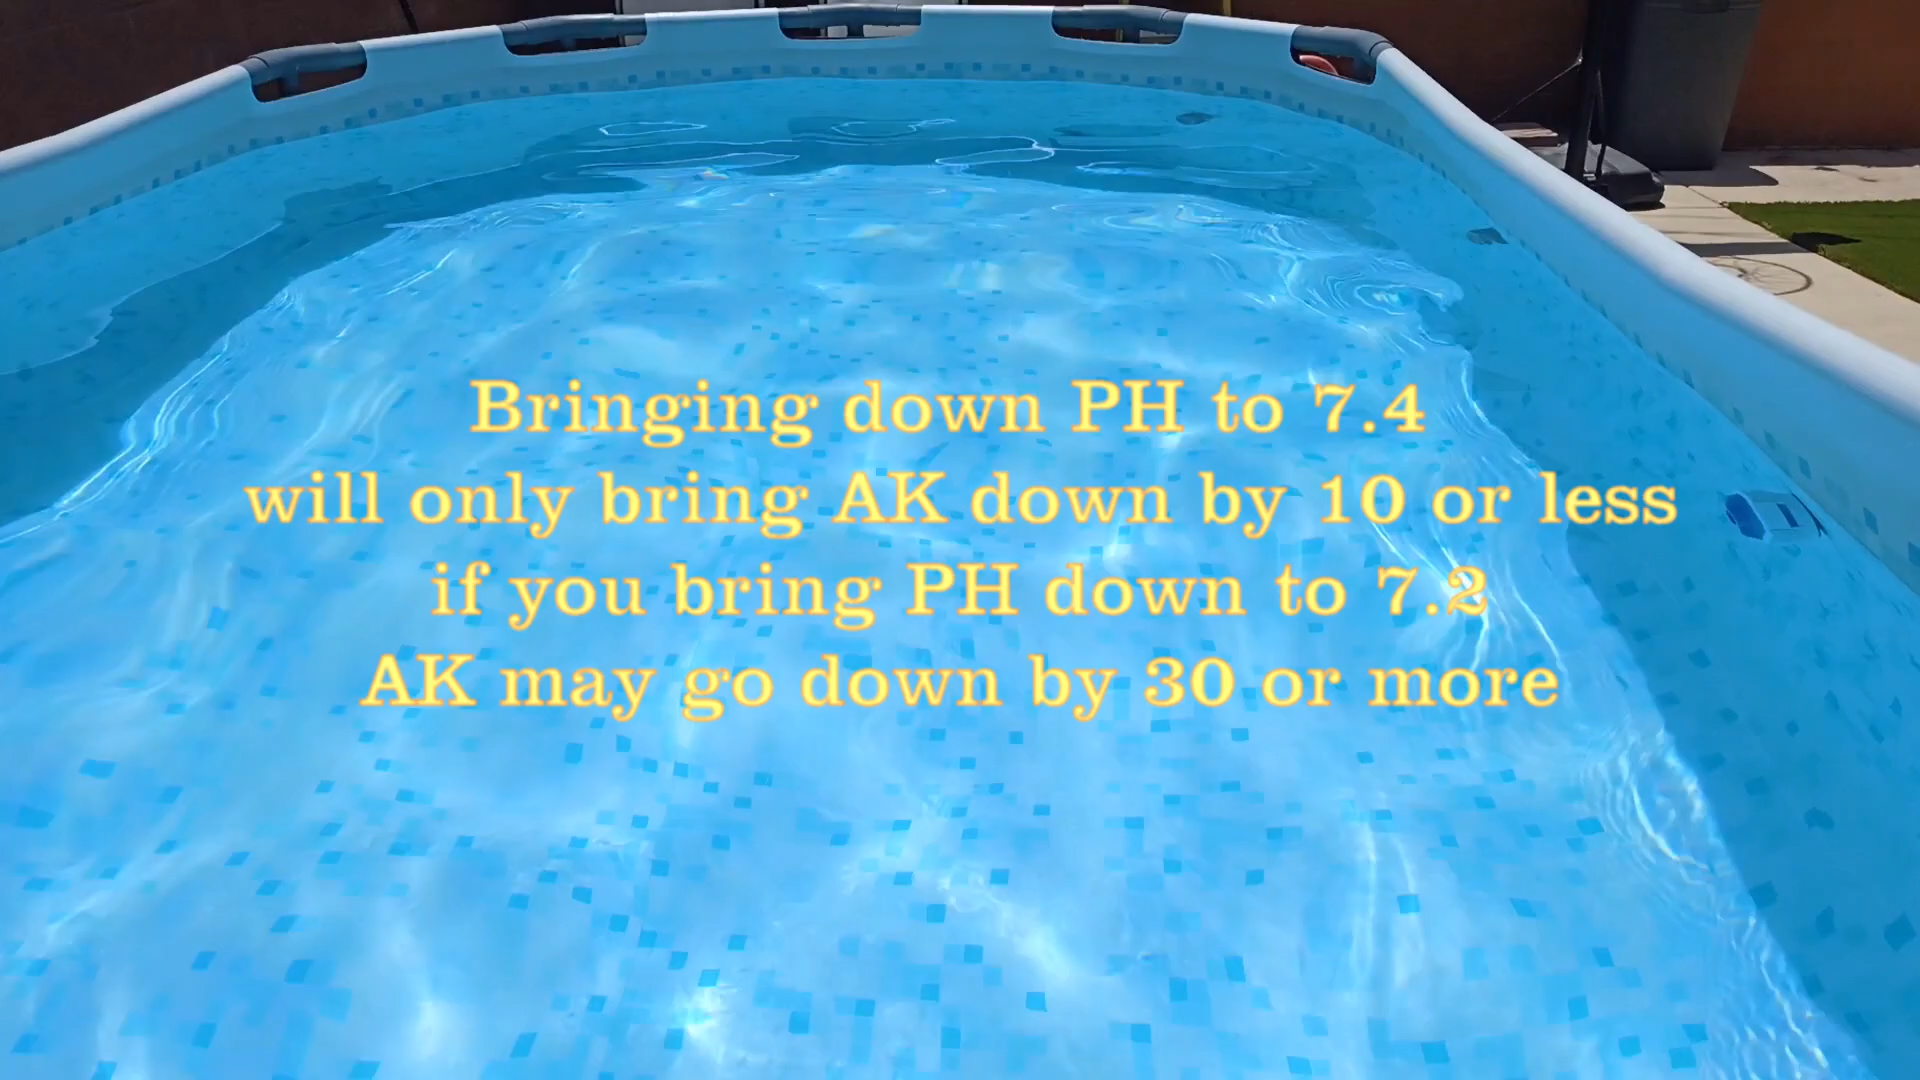 Bringing down PH to 7.4
will only bring AK down by 10 or less
if you bring PH down to 7.2
AK may go down by 30 or more